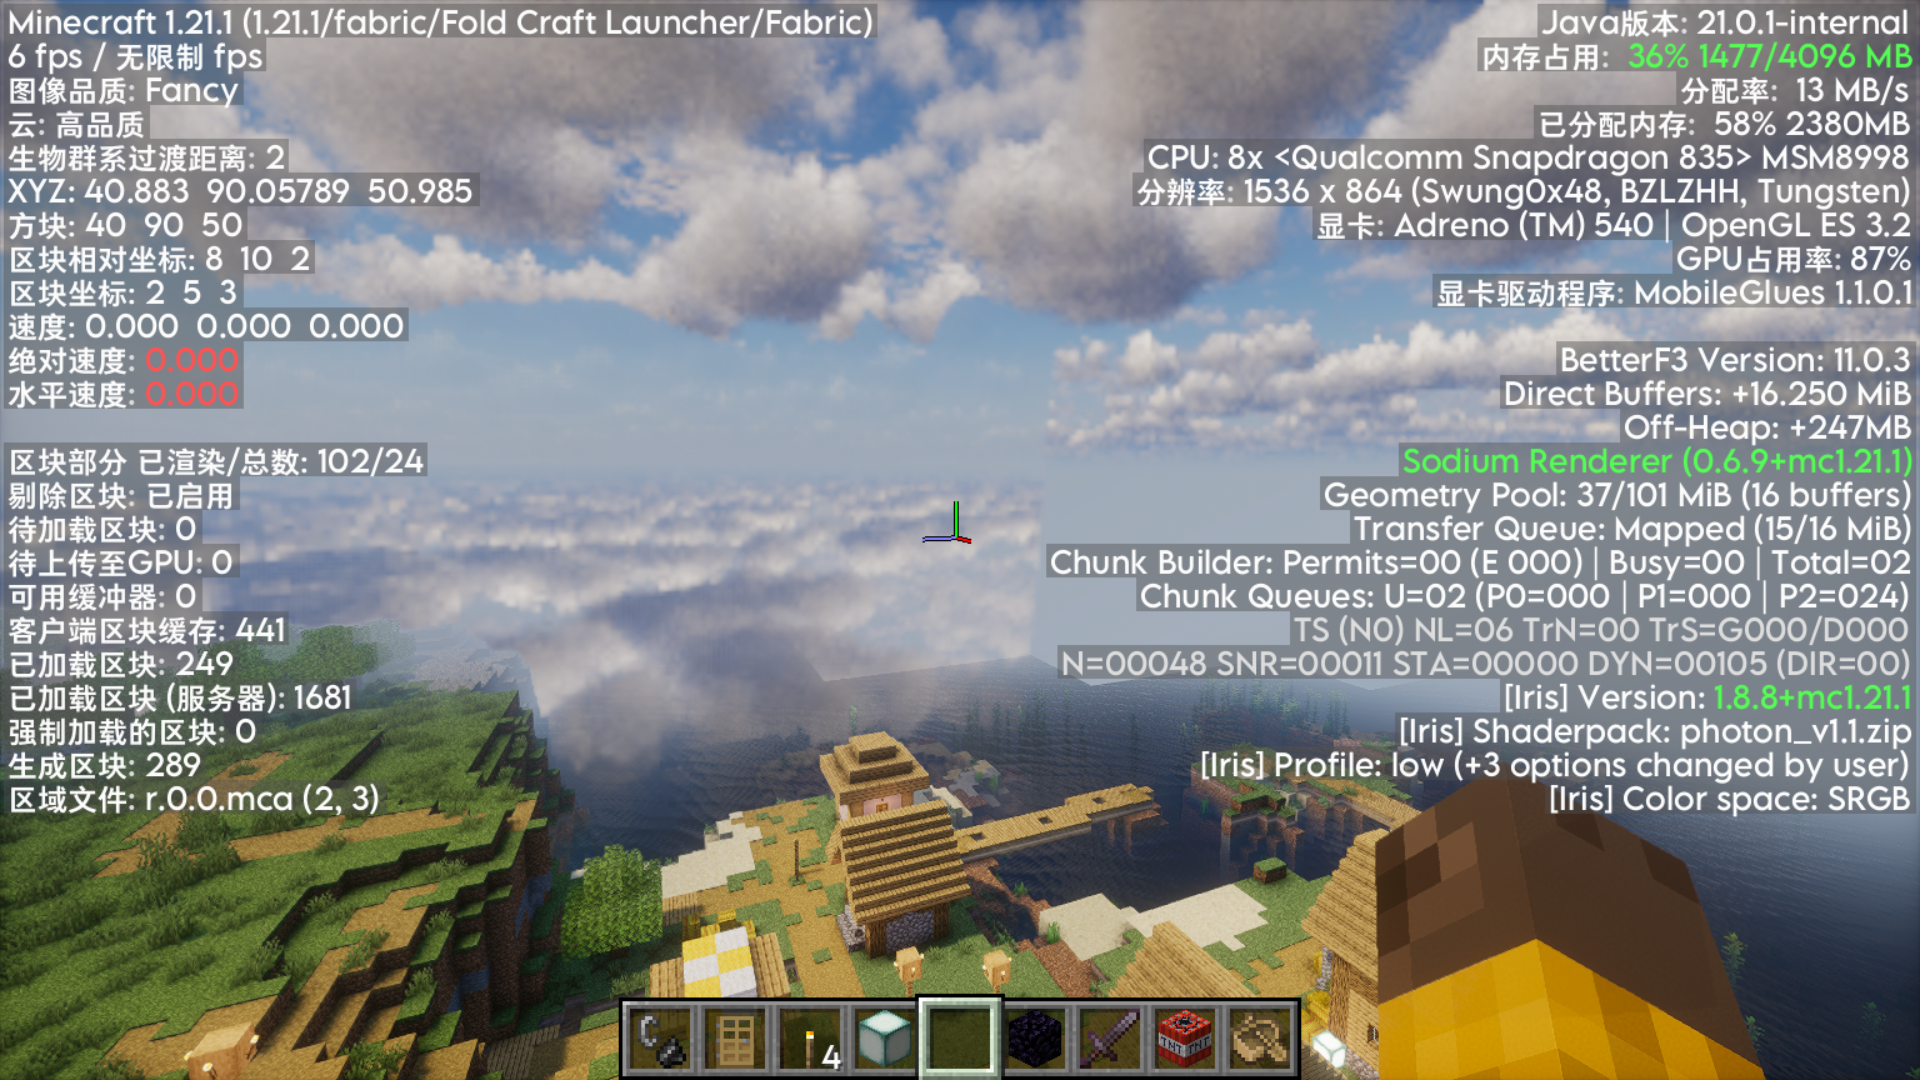 Minecraft 1.21.1 (1.21.1/fabric/Fold Craft Launcher/Fabric)
6 fps / 无限制 fps
图像品质: Fancy
云: 高品质
生物群系过渡距离: 2
XYZ: 40.883 90.05789 50.985
方块: 40 90 50
区块相对坐标: 8 10 2
区块坐标: 2 5 3
速度: 0.000 0.000 0.000
绝对速度: 0.000
水平速度: 0.000
区块部分 已渲染/总数: 102/24
剔除区块: 已启用
待加载区块: 0
待上传至GPU: 0
可用缓冲器: 0
客户端区块缓存: 441
已加载区块: 249
已加载区块 (服务器): 1681
强制加载的区块: 0
生成区块: 289
区域文件: r.0.0.mca (2, 3)
Java版本: 21.0.1-internal
内存占用: 36% 1477/4096 MB
分配率: 13 MB/s
已分配内存: 58% 2380MB
CPU: 8x <Qualcomm Snapdragon 835> MSM8998
分辨率: 1536 x 864 (Swung0x48, BZLZHH, Tungsten)
显卡: Adreno (TM) 540 | OpenGL ES 3.2
GPU占用率: 87%
显卡驱动程序: MobileGlues 1.1.0.1
BetterF3 Version: 11.0.3
Direct Buffers: +16.250 MiB
Off-Heap: +247MB
Sodium Renderer (0.6.9+mc1.21.1)
Geometry Pool: 37/101 MiB (16 buffers)
Transfer Queue: Mapped (15/16 MiB)
Chunk Builder: Permits=00 (E 000) | Busy=00 | Total=02
Chunk Queues: U=02 (P0=000 | P1=000 | P2=024)
TS (N0) NL=06 TrN=00 TrS=G000/D000
N=00048 SNR=00011 STA=00000 DYN=00105 (DIR=00)
[Iris] Version: 1.8.8+mc1.21.1
[Iris] Shaderpack: photon_v1.1.zip
[Iris] Profile: low (+3 options changed by user)
[Iris] Color space: SRGB
4
TNT TNT